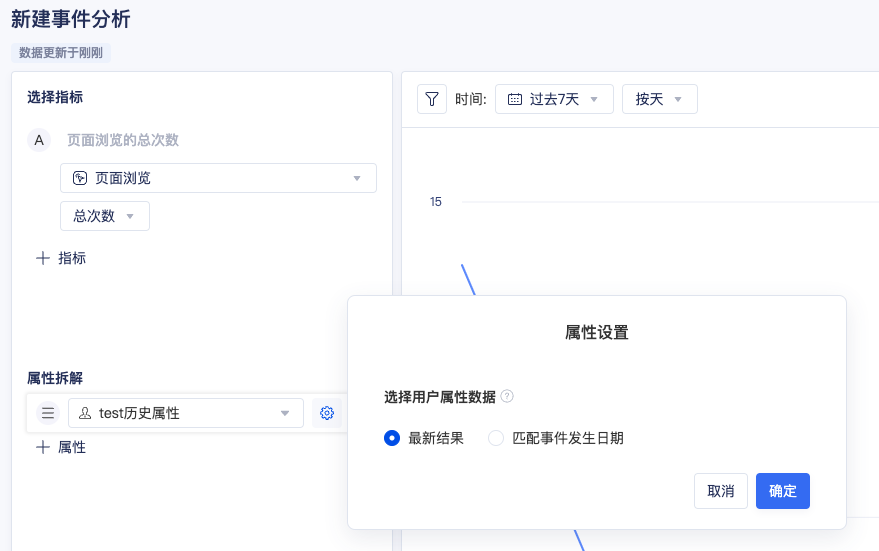 新建事件分析
数据更新于刚刚
选择指标
A 页面浏览的总次数
页面浏览
总次数
指标
属性拆解
test历史属性
属性
时间: 过去7天 按天
15
属性设置
选择用户属性数据 ?
最新结果 匹配事件发生日期
取消 确定